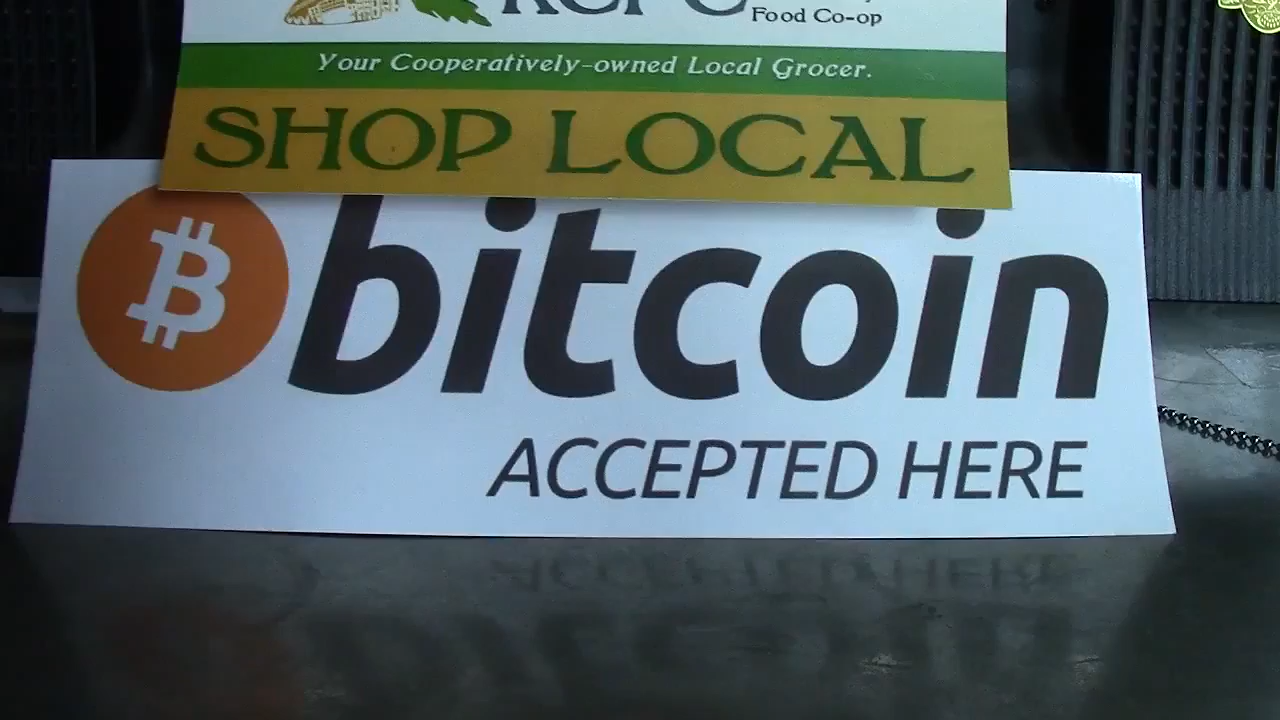 Food Co-op
Your Cooperatively-owned Local Grocer.
SHOP LOCAL
bitcoin
ACCEPTED HERE